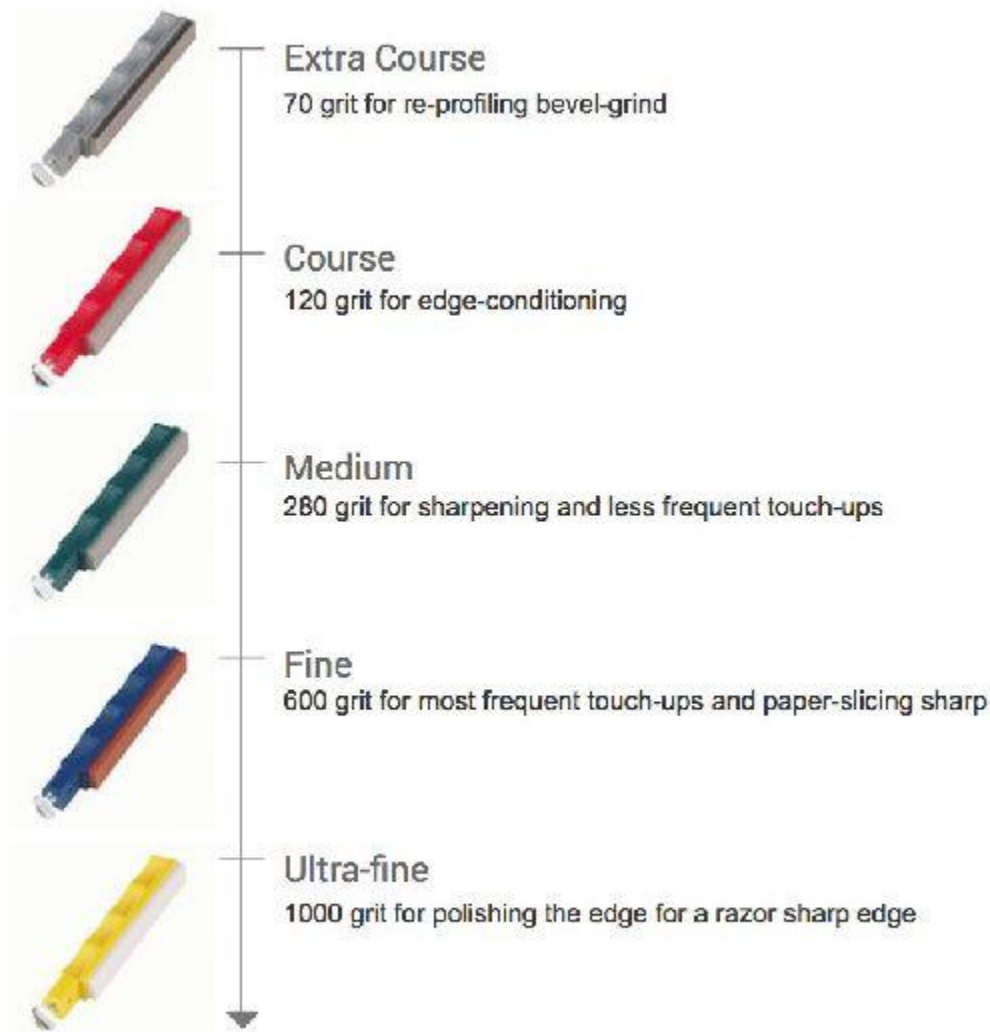 Extra Course
70 grit for re-profiling bevel-grind
Course
120 grit for edge-conditioning
Medium
280 grit for sharpening and less frequent touch-ups
Fine
600 grit for most frequent touch-ups and paper-slicing sharp
Ultra-fine
1000 grit for polishing the edge for a razor sharp edge